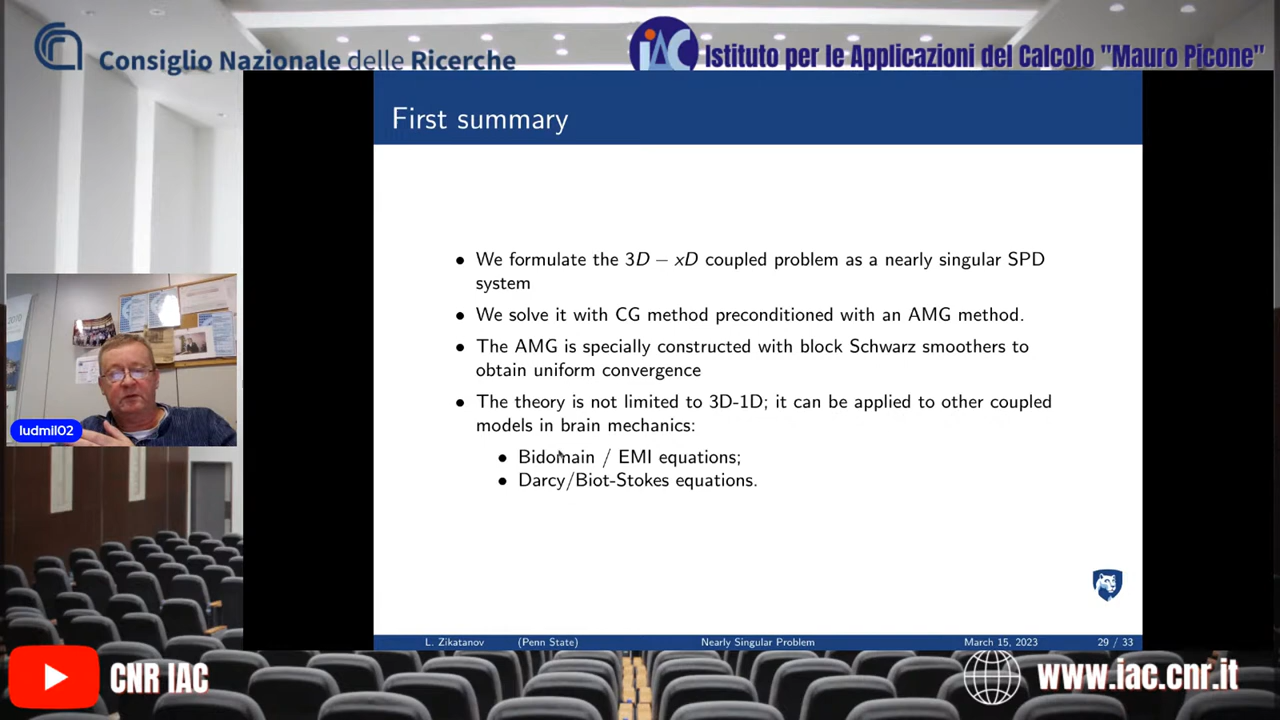 Consiglio Nazionale delle Ricerche
iAC Istituto per le Applicazioni del Calcolo "Mauro Picone"
First summary
• We formulate the 3D − xD coupled problem as a nearly singular SPD
system
• We solve it with CG method preconditioned with an AMG method.
• The AMG is specially constructed with block Schwarz smoothers to
obtain uniform convergence
• The theory is not limited to 3D-1D; it can be applied to other coupled
models in brain mechanics:
• Bidomain / EMI equations;
• Darcy/Biot-Stokes equations.
ludmil02
L. Zikatanov (Penn State) Nearly Singular Problem March 15, 2023 29 / 33
CNR IAC
www.iac.cnr.it